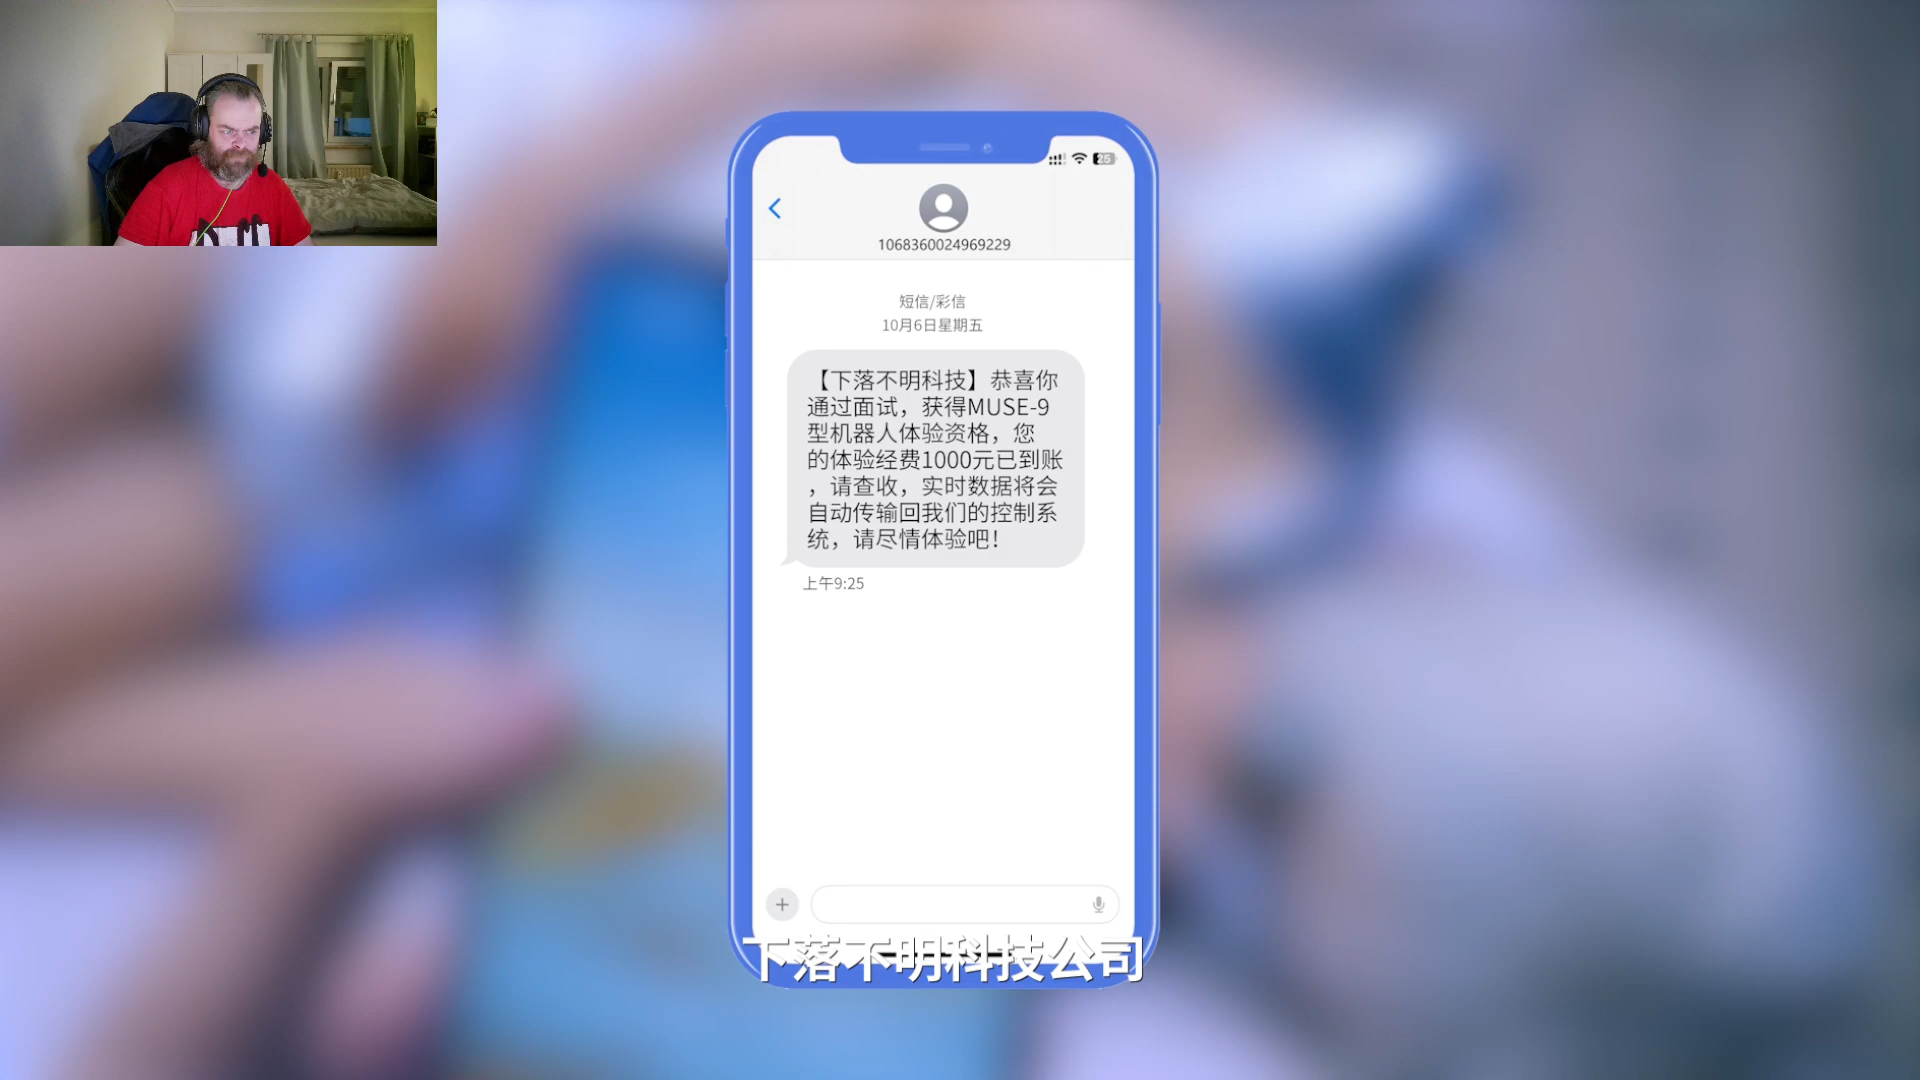 25
1068360024969229
短信/彩信
10月6日星期五
【下落不明科技】恭喜你
通过面试，获得MUSE-9
型机器人体验资格，您
的体验经费1000元已到账
，请查收，实时数据将会
自动传输回我们的控制系
统，请尽情体验吧！
上午9:25
下落不明科技公司